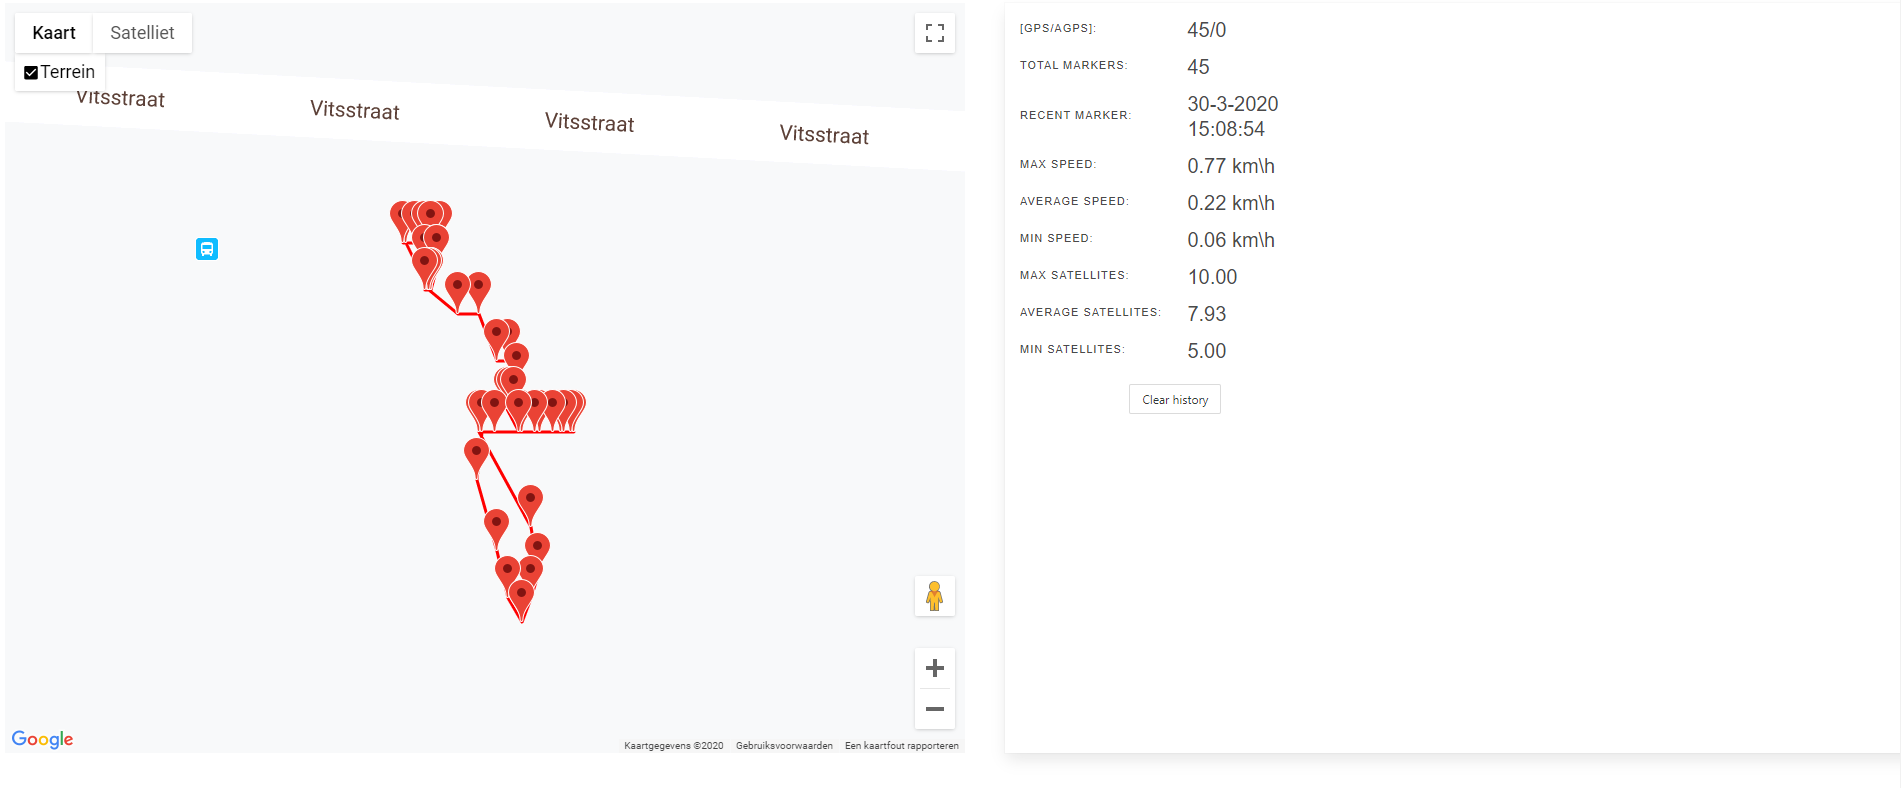 Kaart
Satelliet
Terrein
Vitsstraat
Vitsstraat
Vitsstraat
Vitsstraat
Google
Kaartgegevens ©2020
Gebruiksvoorwaarden
Een kaartfout rapporteren
[GPS/AGPS]:
45/0
TOTAL MARKERS:
45
RECENT MARKER:
30-3-2020
15:08:54
MAX SPEED:
0.77 km\h
AVERAGE SPEED:
0.22 km\h
MIN SPEED:
0.06 km\h
MAX SATELLITES:
10.00
AVERAGE SATELLITES:
7.93
MIN SATELLITES:
5.00
Clear history